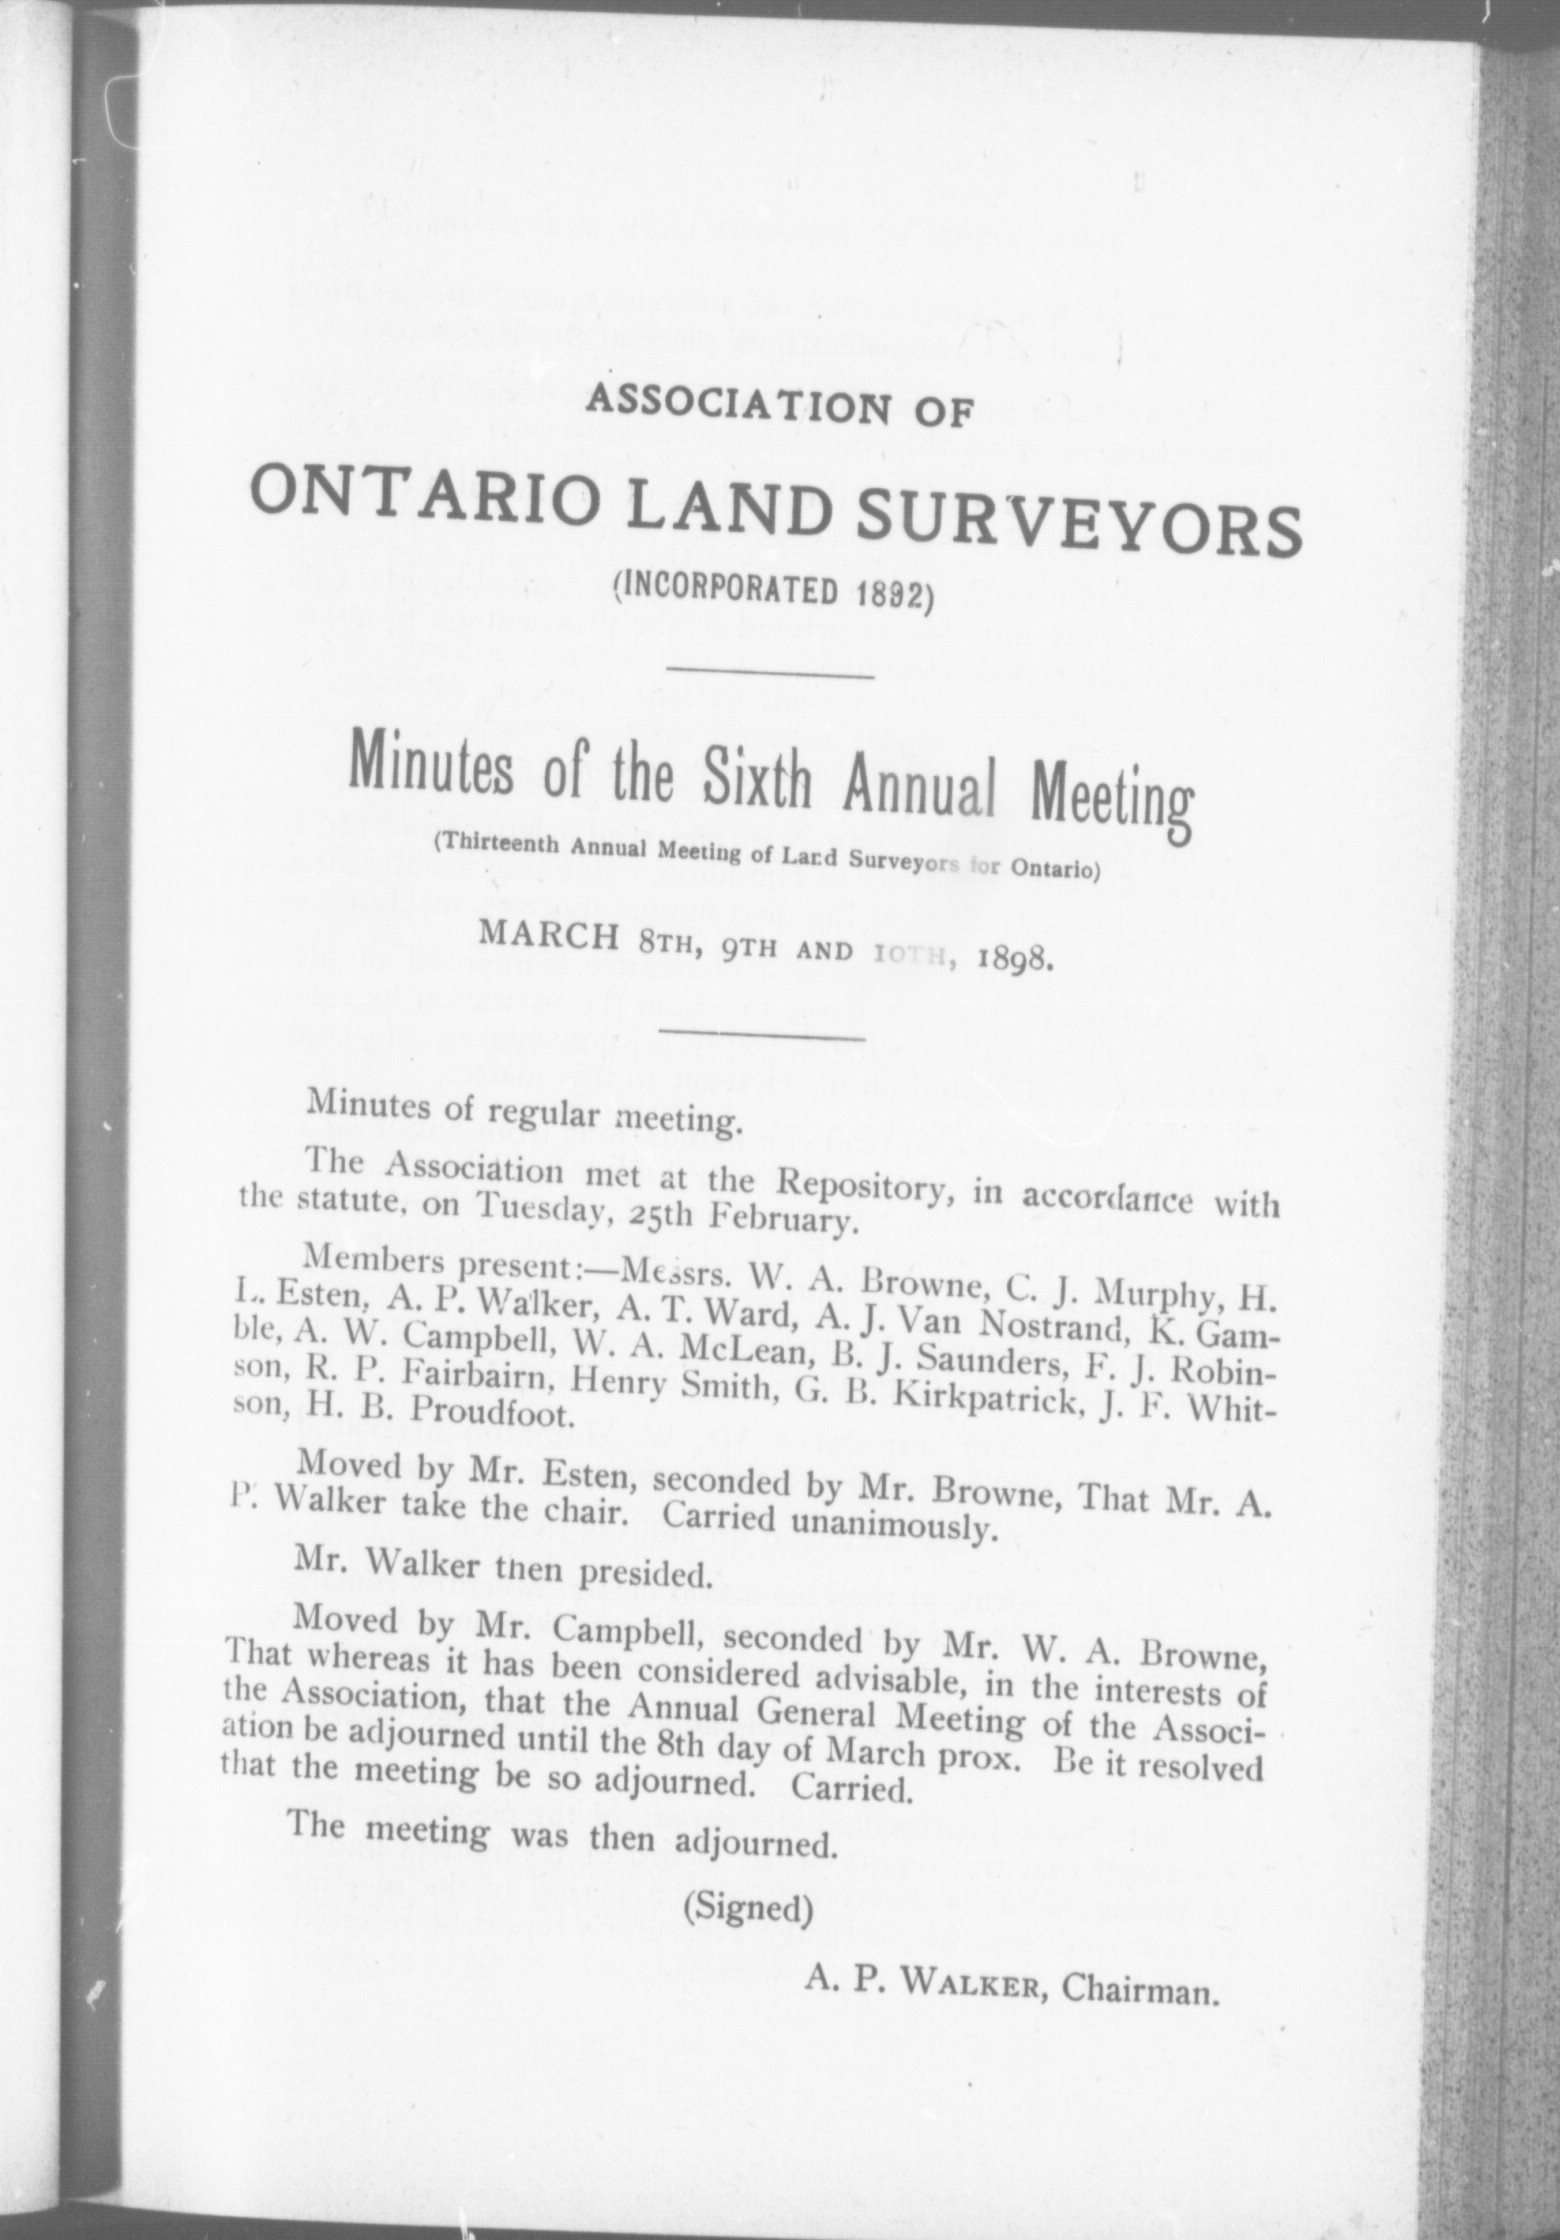 ASSOCIATION OF
ONTARIO LAND SURVEYORS
(INCORPORATED 1892)
Minutes of the Sixth Annual Meeting
(Thirteenth Annual Meeting of Land Surveyors for Ontario)
MARCH 8TH, 9TH AND 10TH, 1898.
Minutes of regular meeting.
The Association met at the Repository, in accordance with
the statute, on Tuesday, 25th February.
Members present:—Messrs. W. A. Browne, C. J. Murphy, H.
L. Esten, A. P. Walker, A. T. Ward, A. J. Van Nostrand, K. Gam-
ble, A. W. Campbell, W. A. McLean, B. J. Saunders, F. J. Robin-
son, R. P. Fairbairn, Henry Smith, G. B. Kirkpatrick, J. F. Whit-
son, H. B. Proudfoot.
Moved by Mr. Esten, seconded by Mr. Browne, That Mr. A.
P. Walker take the chair. Carried unanimously.
Mr. Walker then presided.
Moved by Mr. Campbell, seconded by Mr. W. A. Browne,
That whereas it has been considered advisable, in the interests of
the Association, that the Annual General Meeting of the Associ-
ation be adjourned until the 8th day of March prox. Be it resolved
that the meeting be so adjourned. Carried.
The meeting was then adjourned.
(Signed)
A. P. WALKER, Chairman.